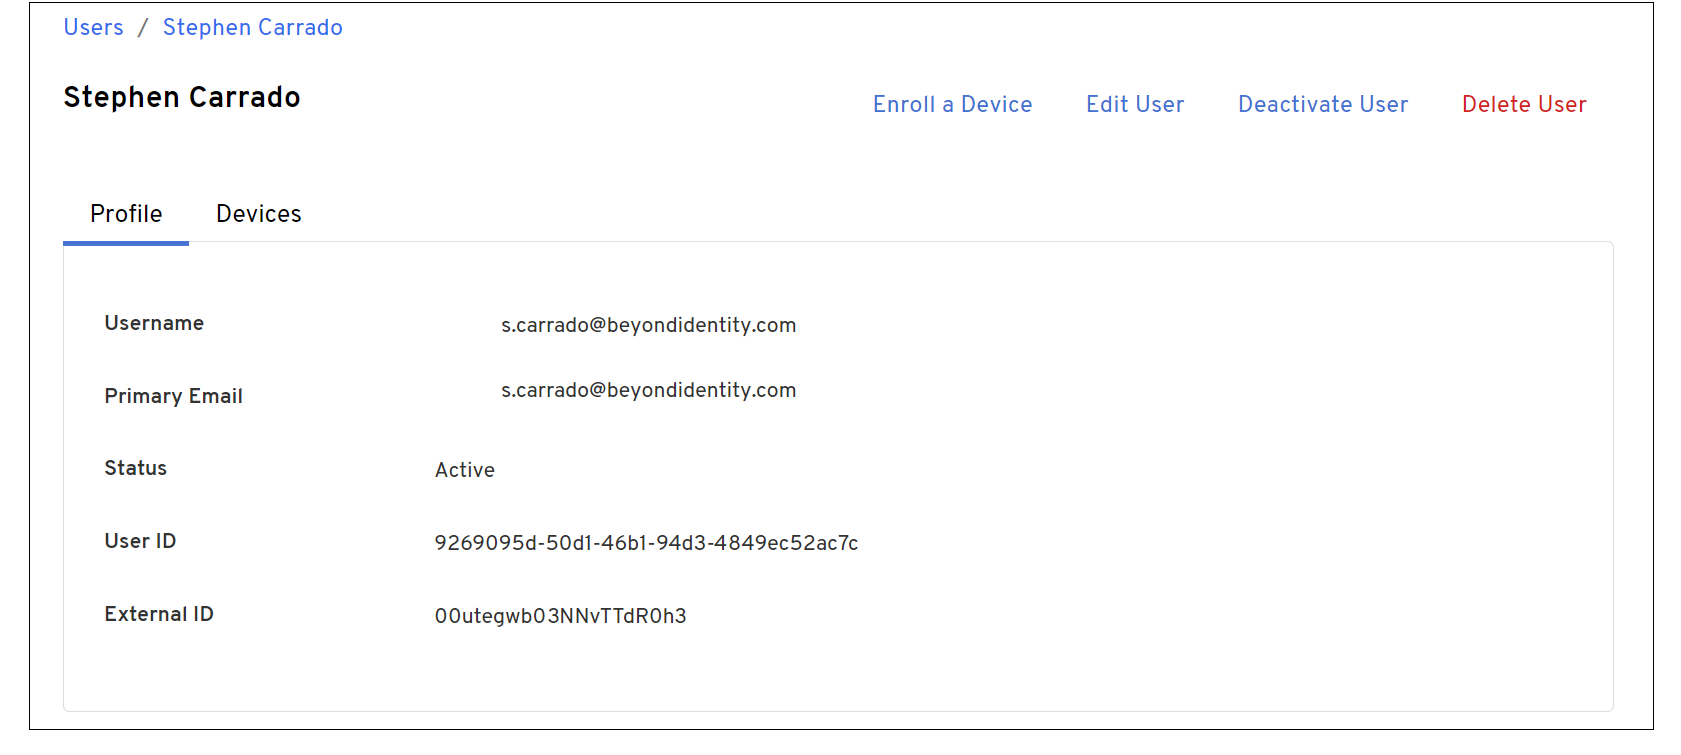 Users / Stephen Carrado
Stephen Carrado
Enroll a Device Edit User Deactivate User Delete User
Profile Devices
Username s.carrado@beyondidentity.com
Primary Email s.carrado@beyondidentity.com
Status Active
User ID 9269095d-50d1-46b1-94d3-4849ec52ac7c
External ID 00utegwb03NNvTTdR0h3